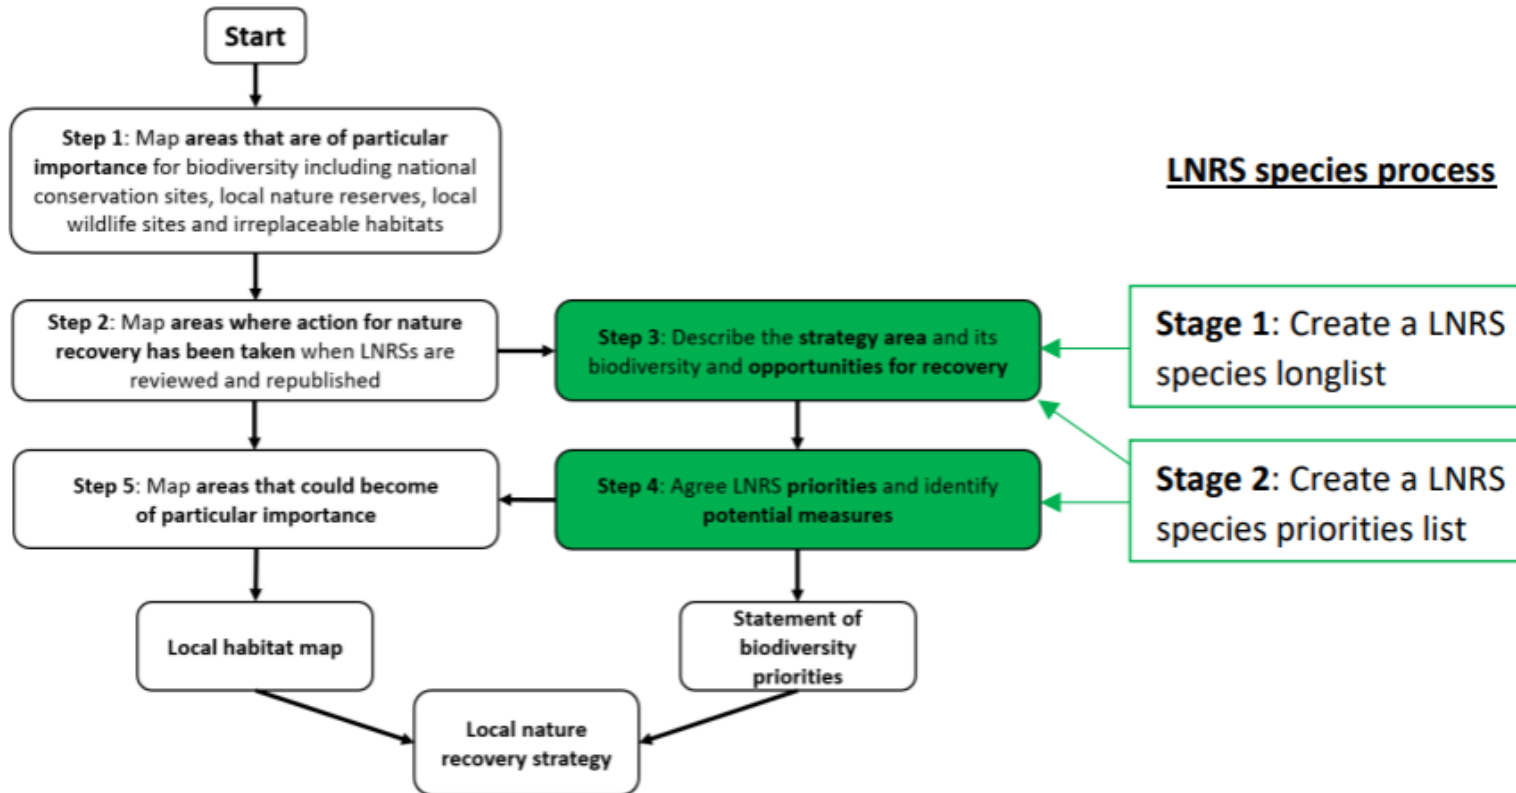 Start
Step 1: Map areas that are of particular
importance for biodiversity including national
conservation sites, local nature reserves, local
wildlife sites and irreplaceable habitats
LNRS species process
Step 2: Map areas where action for nature
recovery has been taken when LNRSs are
reviewed and republished
Step 3: Describe the strategy area and its
biodiversity and opportunities for recovery
Stage 1: Create a LNRS
species longlist
Step 5: Map areas that could become
of particular importance
Step 4: Agree LNRS priorities and identify
potential measures
Stage 2: Create a LNRS
species priorities list
Local habitat map
Statement of
biodiversity
priorities
Local nature
recovery strategy